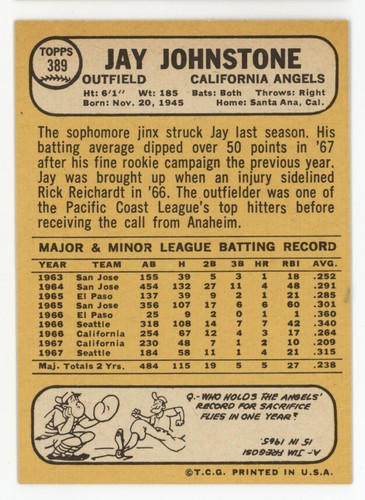 TOPPS
389
JAY JOHNSTONE
OUTFIELD CALIFORNIA ANGELS
Ht: 6'1" Wt: 185 Bats: Both Throws: Right
Born: Nov. 20, 1945 Home: Santa Ana, Cal.
The sophomore jinx struck Jay last season. His
batting average dipped over 50 points in '67
after his fine rookie campaign the previous year.
Jay was brought up when an injury sidelined
Rick Reichardt in '66. The outfielder was one of
the Pacific Coast League's top hitters before
receiving the call from Anaheim.
MAJOR & MINOR LEAGUE BATTING RECORD
YEAR TEAM AB H 2B 3B HR RBI AVG.
1963 San Jose 155 39 5 3 1 18 .252
1964 San Jose 454 132 27 11 4 48 .291
1965 El Paso 137 39 9 2 1 21 .285
1965 San Jose 356 107 17 6 6 60 .301
1966 El Paso 25 9 2 0 1 1 .360
1966 Seattle 318 108 14 7 7 42 .340
1966 California 254 67 12 4 3 17 .264
1967 California 230 48 7 1 2 10 .209
1967 Seattle 184 58 11 1 4 21 .315
Maj. Totals 2 Yrs. 484 115 19 5 5 27 .238
Q.-WHO HOLDS THE ANGELS'
RECORD FOR SACRIFICE
FLIES IN ONE YEAR?
A.- JIM FREGOSI
15 IN 1965.
©T.C.G. PRINTED IN U.S.A.